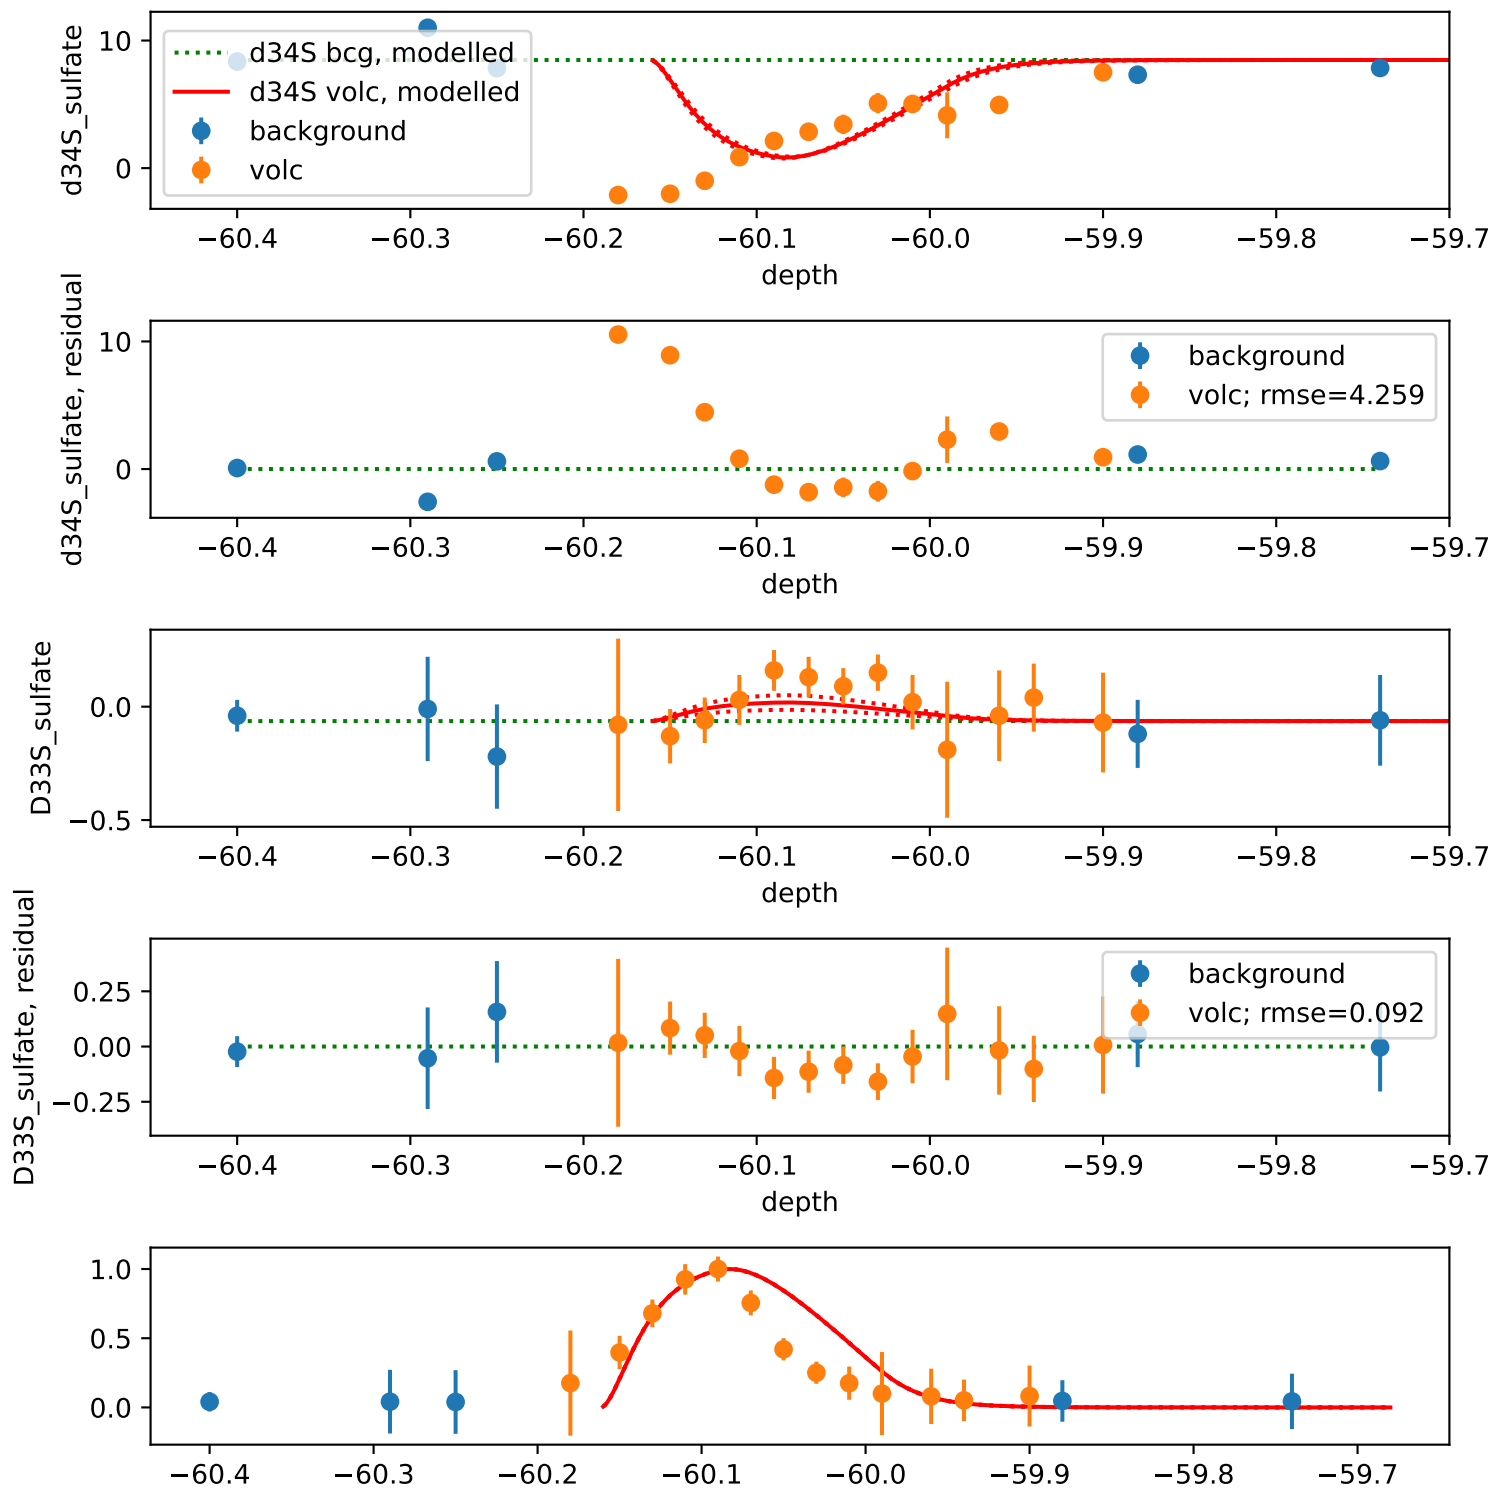 d34S_sulfate
10
0
d34S bcg, modelled
d34S volc, modelled
background
volc
−60.4 −60.3 −60.2 −60.1 −60.0 −59.9 −59.8 −59.7
depth
d34S_sulfate, residual
10
0
background
volc; rmse=4.259
−60.4 −60.3 −60.2 −60.1 −60.0 −59.9 −59.8 −59.7
depth
D33S_sulfate
0.0
−0.5
−60.4 −60.3 −60.2 −60.1 −60.0 −59.9 −59.8 −59.7
depth
D33S_sulfate, residual
0.25
0.00
−0.25
background
volc; rmse=0.092
−60.4 −60.3 −60.2 −60.1 −60.0 −59.9 −59.8 −59.7
depth
1.0
0.5
0.0
−60.4 −60.3 −60.2 −60.1 −60.0 −59.9 −59.8 −59.7